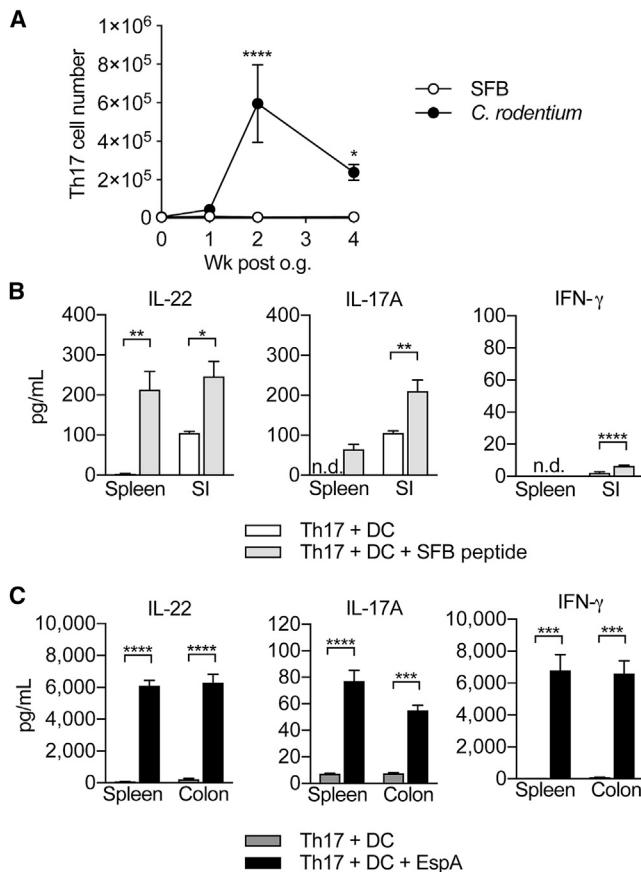 A
Th17 cell number
1×10⁶
8×10⁵
6×10⁵
4×10⁵
2×10⁵
0
****
*
0 1 2 3 4
Wk post o.g.
SFB
C. rodentium
B
IL-22
IL-17A
IFN-γ
pg/mL
400
300
200
100
0
**
*
Spleen SI
400
300
200
100
0
n.d.
**
Spleen SI
100
80
60
40
20
0
n.d.
****
Spleen SI
Th17 + DC
Th17 + DC + SFB peptide
C
IL-22
IL-17A
IFN-γ
pg/mL
10,000
8,000
6,000
4,000
2,000
0
****
****
Spleen Colon
120
100
80
60
40
20
0
****
***
Spleen Colon
10,000
8,000
6,000
4,000
2,000
0
***
***
Spleen Colon
Th17 + DC
Th17 + DC + EspA